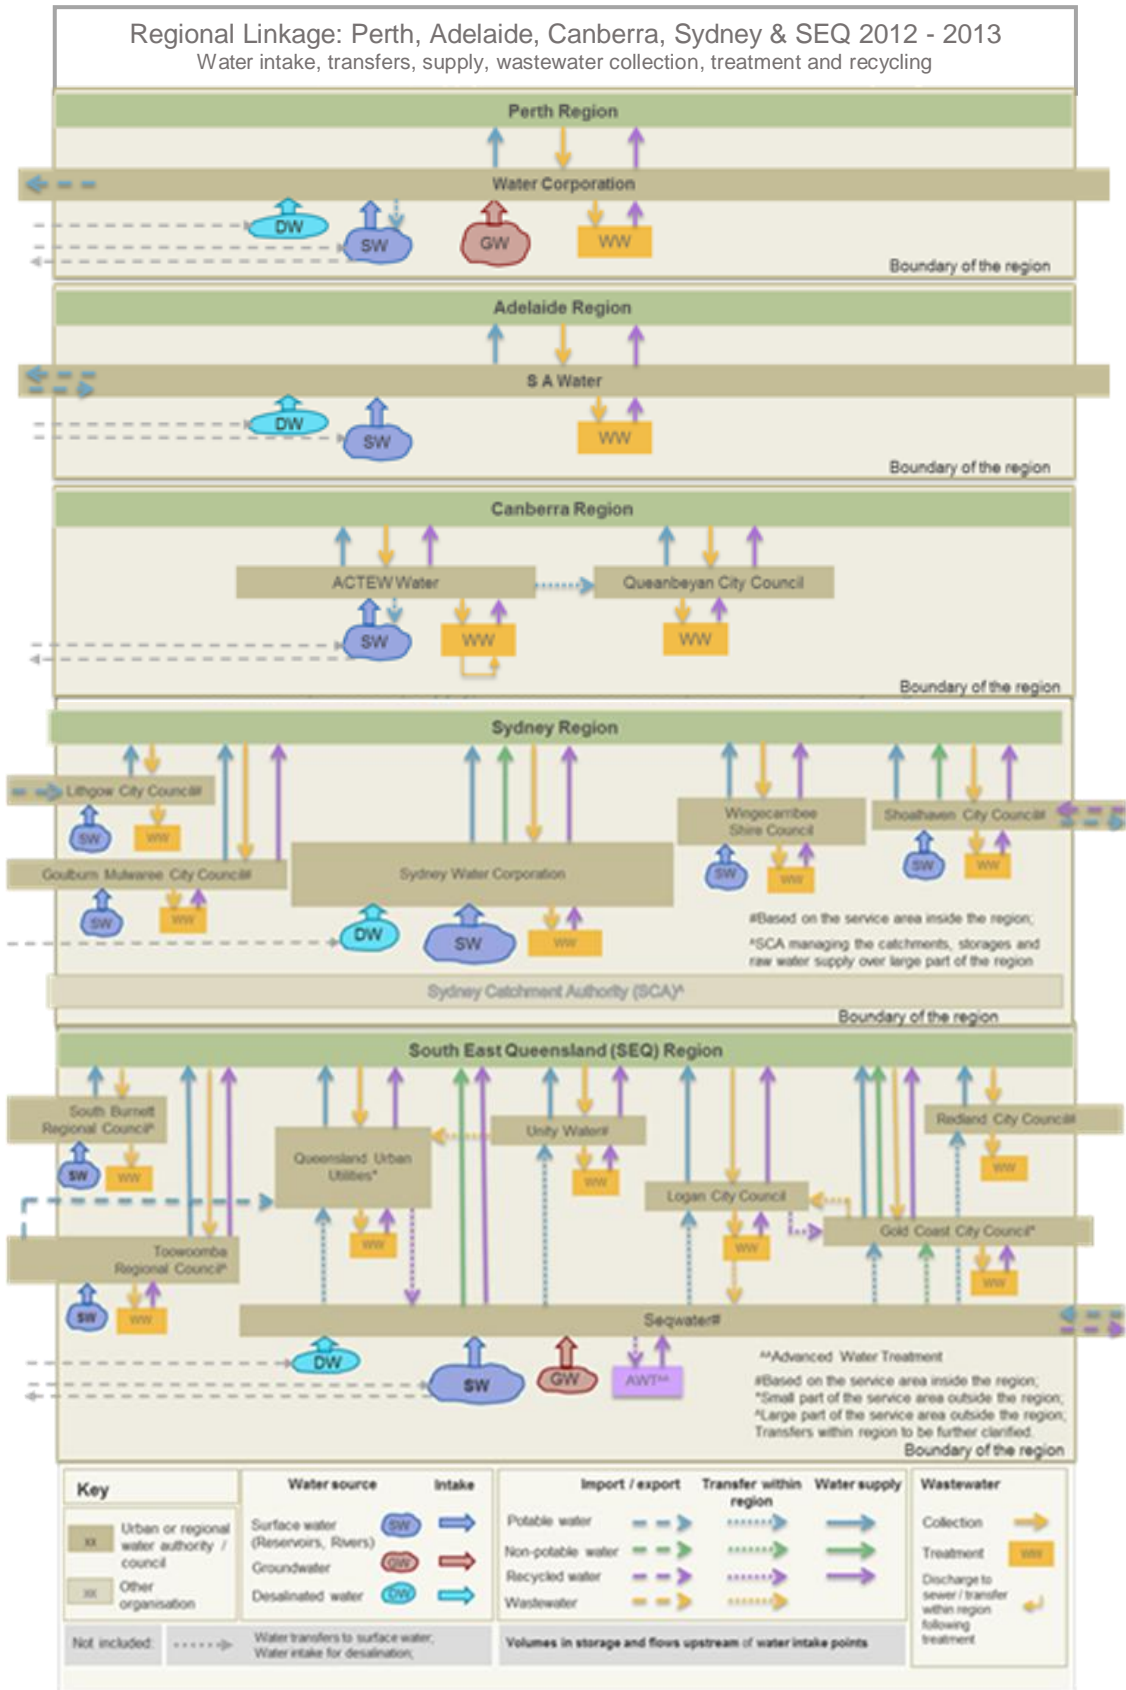 Regional Linkage: Perth, Adelaide, Canberra, Sydney & SEQ 2012 - 2013
Water intake, transfers, supply, wastewater collection, treatment and recycling
Perth Region
Water Corporation
DW
SW
GW
WW
Boundary of the region
Adelaide Region
S A Water
DW
SW
WW
Boundary of the region
Canberra Region
ACTEW Water
Queanbeyan City Council
SW
WW
WW
Boundary of the region
Sydney Region
Lithgow City Council#
SW
WW
Goulburn Mulwaree City Council#
SW
WW
Sydney Water Corporation
DW
SW
WW
Wingecarribee
Shire Council
SW
WW
Shoalhaven City Council#
SW
WW
#Based on the service area inside the region;
^SCA managing the catchments, storages and
raw water supply over large part of the region
Sydney Catchment Authority (SCA)^
Boundary of the region
South East Queensland (SEQ) Region
South Burnett
Regional Council^
SW
WW
Toowoomba
Regional Council^
SW
WW
Queensland Urban
Utilities*
WW
Unity Water#
WW
Logan City Council
WW
Redland City Council#
WW
Gold Coast City Council*
WW
Seqwater#
DW
SW
GW
AWT^^
^^Advanced Water Treatment
#Based on the service area inside the region;
*Small part of the service area outside the region;
^Large part of the service area outside the region;
Transfers within region to be further clarified.
Boundary of the region
Key
xx
Urban or regional
water authority /
council
xx
Other
organisation
Water source
Intake
Surface water
(Reservoirs, Rivers)
SW
Groundwater
GW
Desalinated water
DW
Import / export
Transfer within
region
Water supply
Potable water
Non-potable water
Recycled water
Wastewater
Wastewater
Collection
Treatment
WW
Discharge to
sewer / transfer
within region
following
treatment
Not included:
Water transfers to surface water;
Water intake for desalination;
Volumes in storage and flows upstream of water intake points